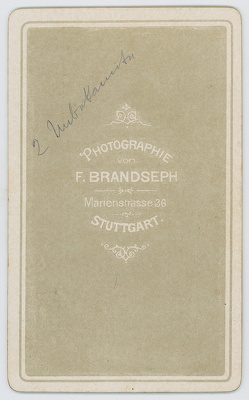 2 Unbekannte
PHOTOGRAPHIE
von
F. BRANDSEPH
Marienstrasse 36
STUTTGART.